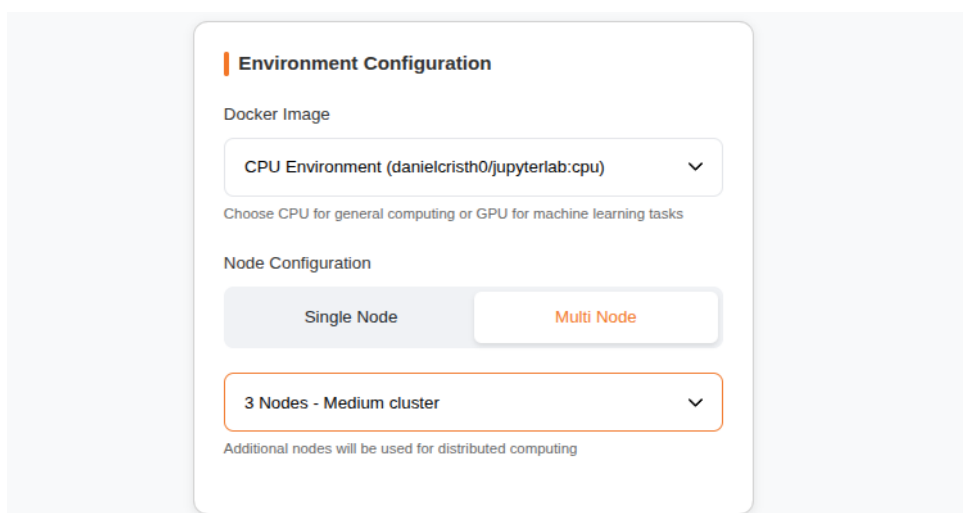 Environment Configuration
Docker Image
CPU Environment (danielcristh0/jupyterlab:cpu)
Choose CPU for general computing or GPU for machine learning tasks
Node Configuration
Single Node
Multi Node
3 Nodes - Medium cluster
Additional nodes will be used for distributed computing